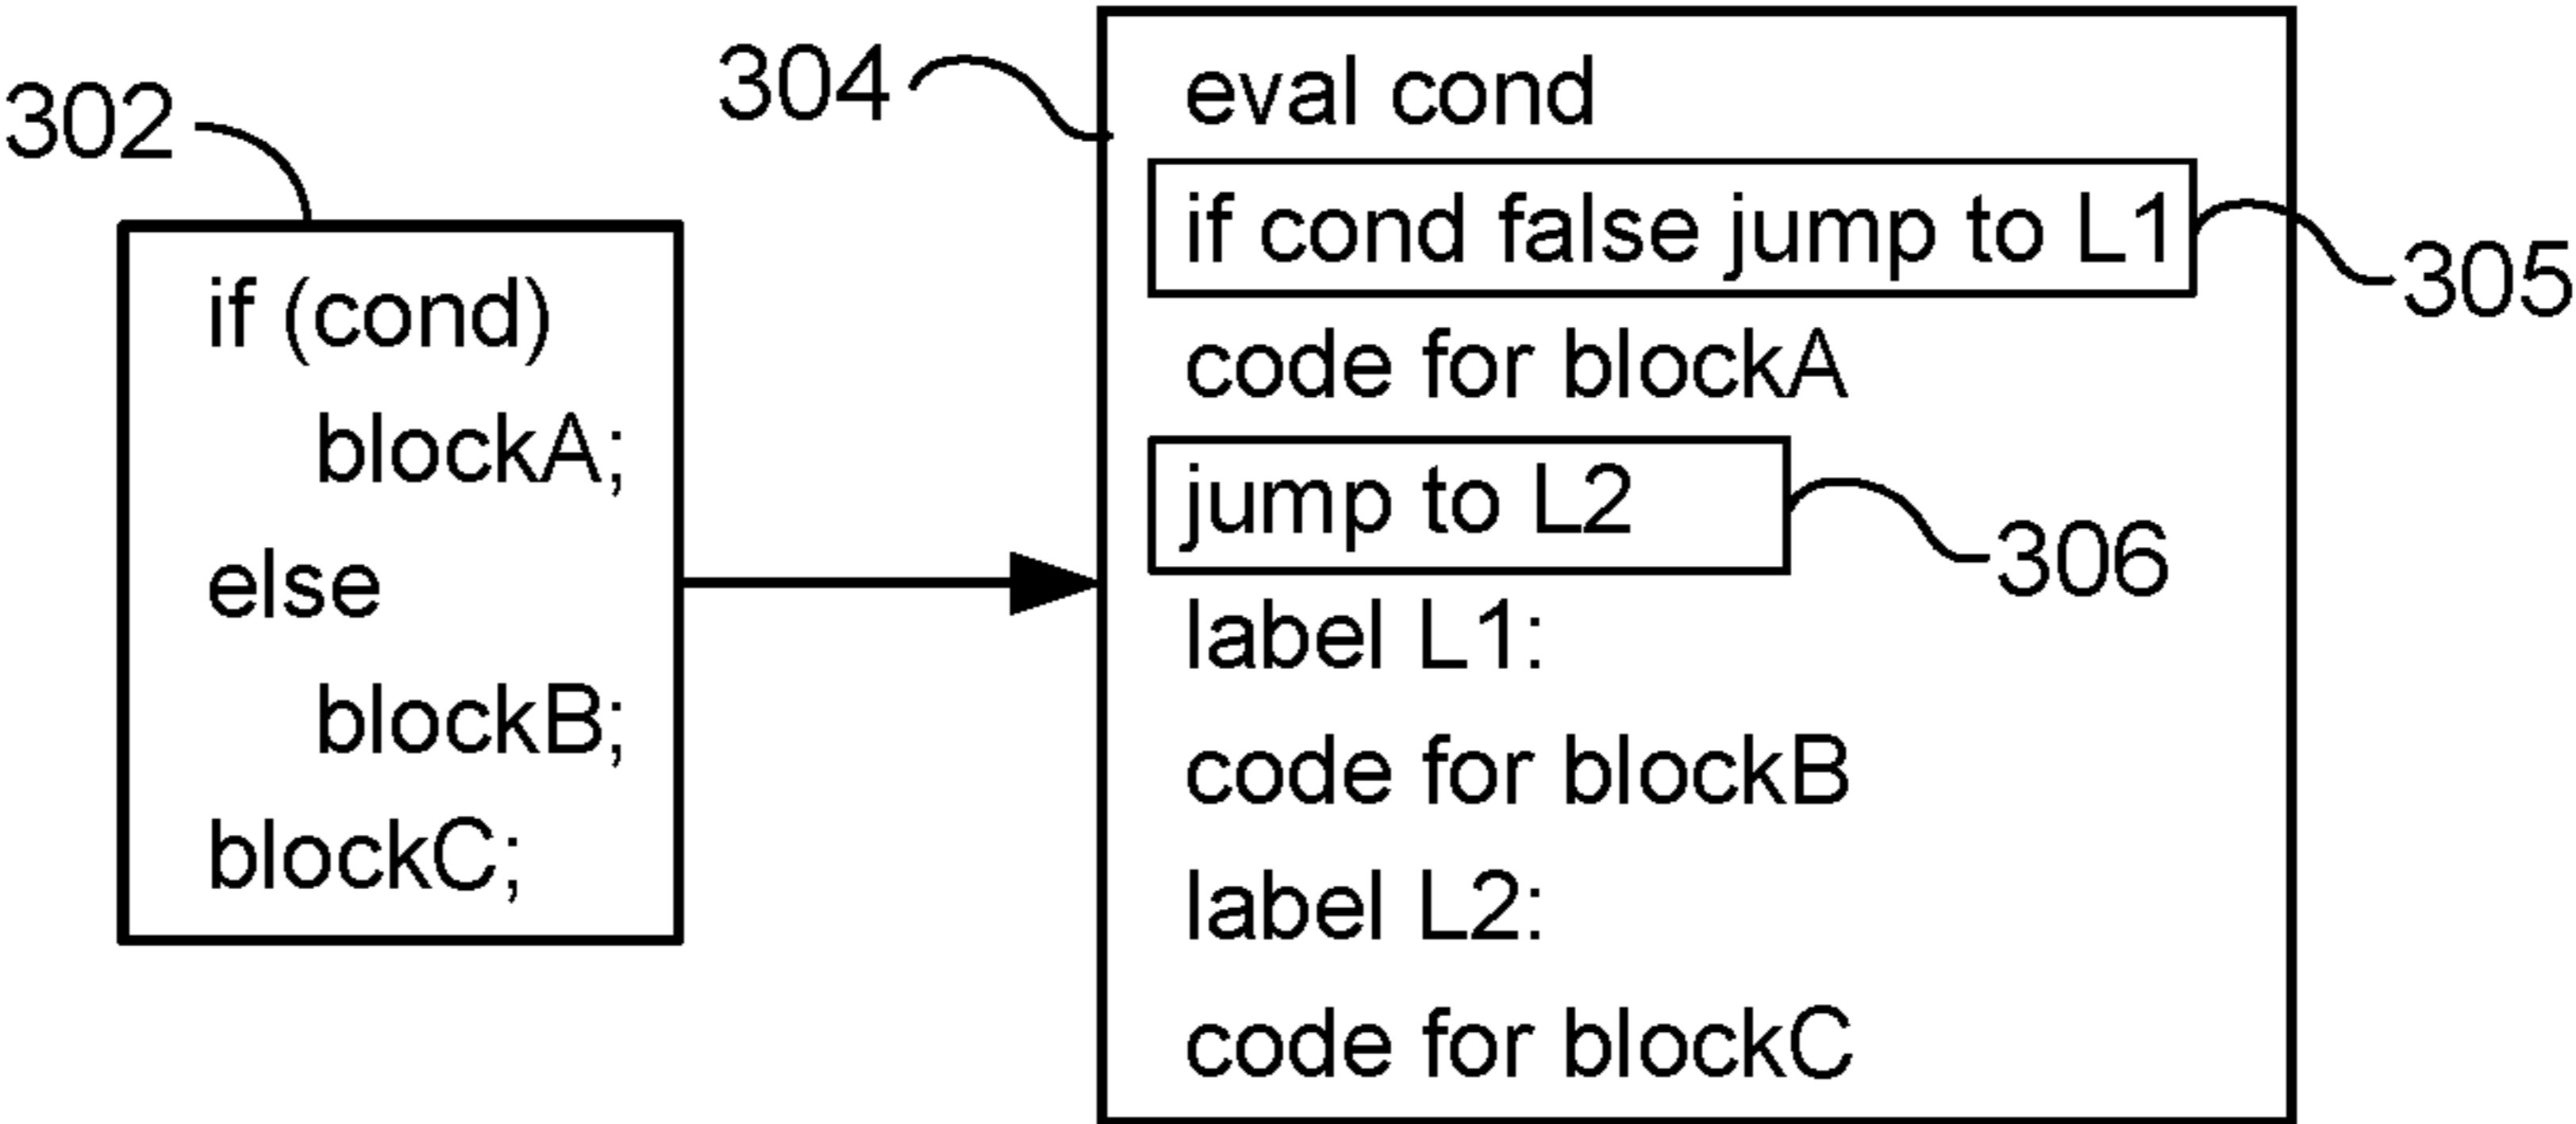 302
if (cond)
blockA;
else
blockB;
blockC;
304
eval cond
if cond false jump to L1
305
code for blockA
jump to L2
306
label L1:
code for blockB
label L2:
code for blockC